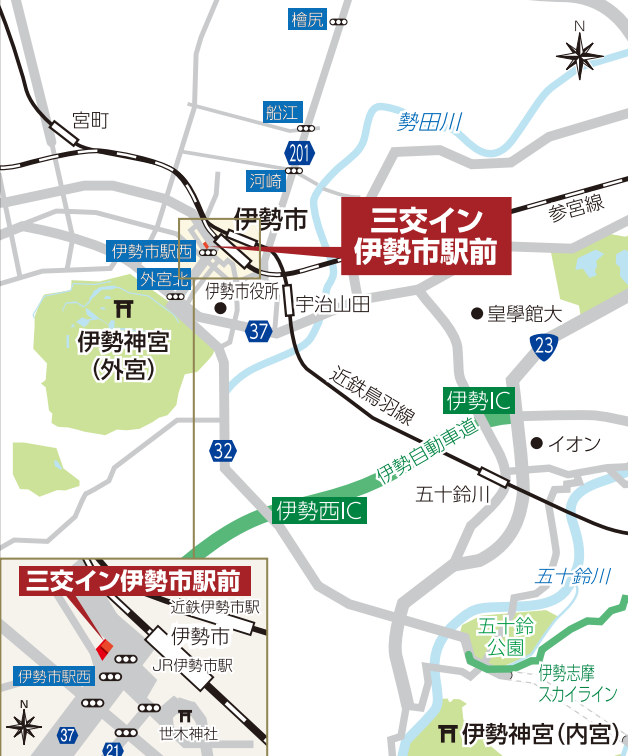 檜尻
N
宮町
船江
勢田川
201
河崎
伊勢市
三交イン
伊勢市駅前
参宮線
伊勢市駅西
外宮北
伊勢市役所
宇治山田
皇學館大
37
23
伊勢神宮
(外宮)
近鉄鳥羽線
伊勢IC
イオン
32
伊勢自動車道
五十鈴川
伊勢西IC
三交イン伊勢市駅前
近鉄伊勢市駅
伊勢市
JR伊勢市駅
伊勢市駅西
N
世木神社
37
21
五十鈴川
五十鈴
公園
伊勢志摩
スカイライン
伊勢神宮(内宮)